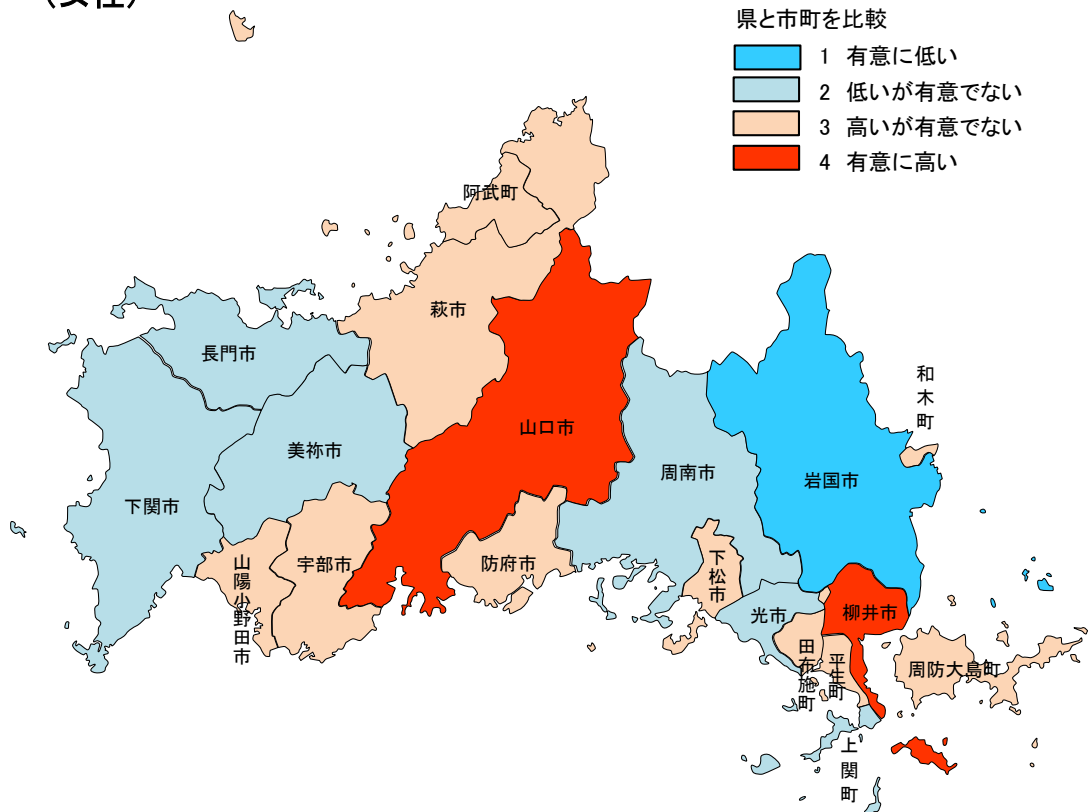 (女性)
県と市町を比較
1 有意に低い
2 低いが有意でない
3 高いが有意でない
4 有意に高い
阿武町
萩市
長門市
和木町
山口市
美祢市
周南市
岩国市
下関市
宇部市
防府市
山陽小野田市
下松市
光市
柳井市
田布施町
平生町
周防大島町
上関町